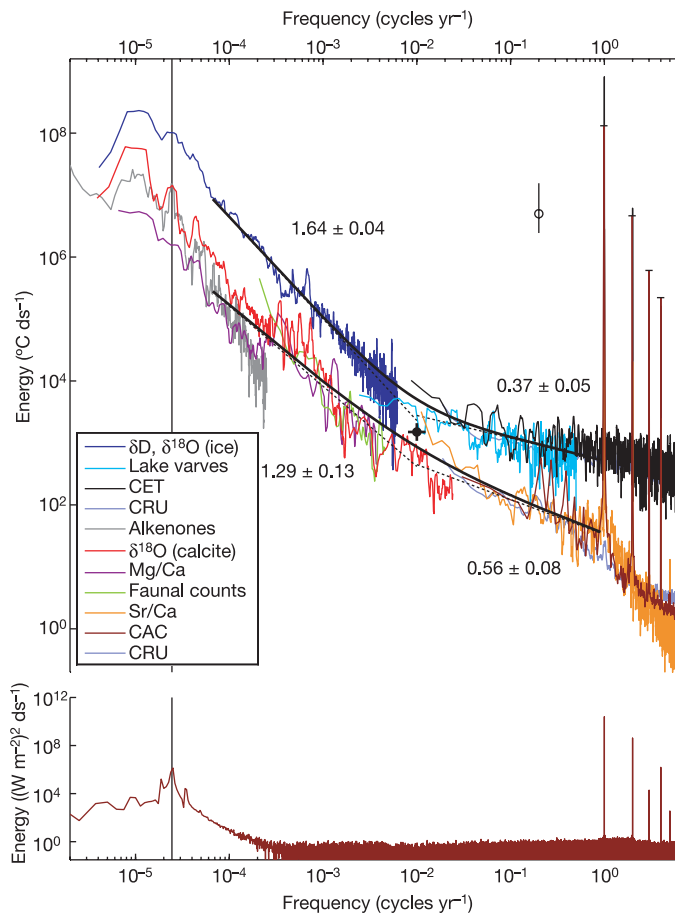 Frequency (cycles yr⁻¹)
10⁻⁵ 10⁻⁴ 10⁻³ 10⁻² 10⁻¹ 10⁰
10⁸
10⁶
10⁴
10²
10⁰
Energy (°C ds⁻¹)
1.64 ± 0.04
0.37 ± 0.05
1.29 ± 0.13
0.56 ± 0.08
δD, δ¹⁸O (ice)
Lake varves
CET
CRU
Alkenones
δ¹⁸O (calcite)
Mg/Ca
Faunal counts
Sr/Ca
CAC
CRU
10¹²
10⁸
10⁴
10⁰
Energy ((W m⁻²)² ds⁻¹)
10⁻⁵ 10⁻⁴ 10⁻³ 10⁻² 10⁻¹ 10⁰
Frequency (cycles yr⁻¹)